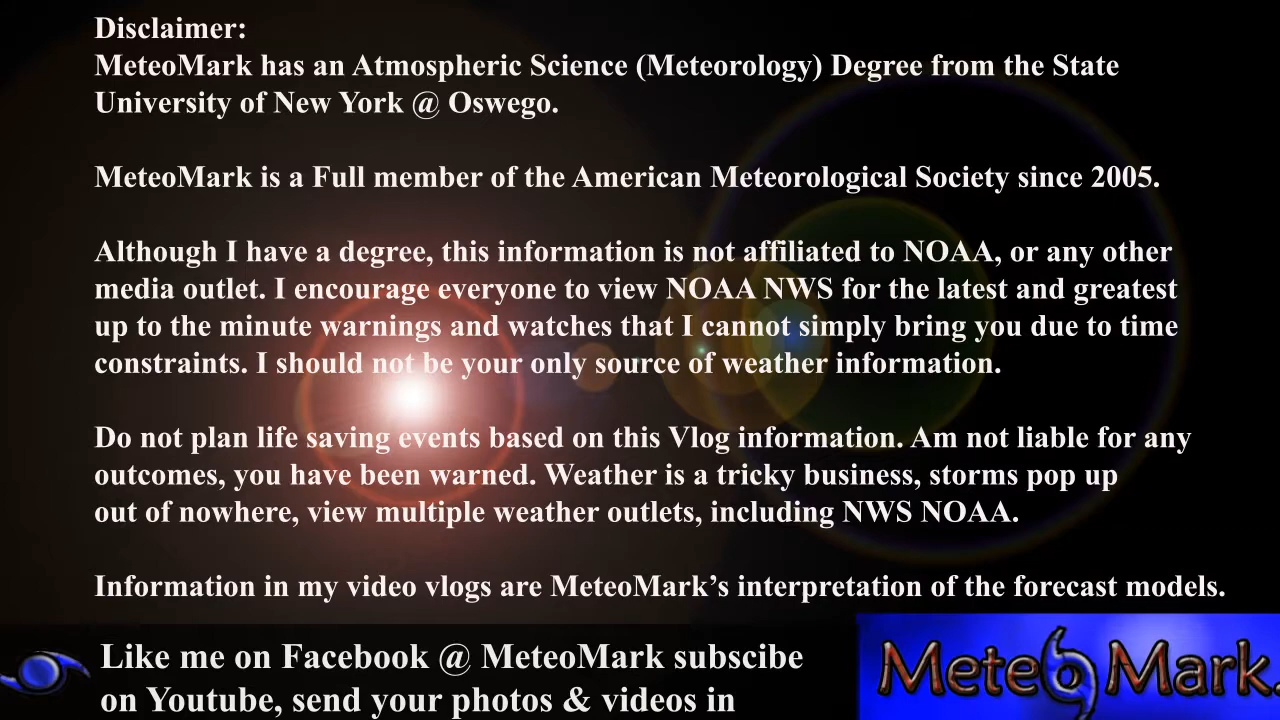 Disclaimer:
MeteoMark has an Atmospheric Science (Meteorology) Degree from the State
University of New York @ Oswego.
MeteoMark is a Full member of the American Meteorological Society since 2005.
Although I have a degree, this information is not affiliated to NOAA, or any other
media outlet. I encourage everyone to view NOAA NWS for the latest and greatest
up to the minute warnings and watches that I cannot simply bring you due to time
constraints. I should not be your only source of weather information.
Do not plan life saving events based on this Vlog information. Am not liable for any
outcomes, you have been warned. Weather is a tricky business, storms pop up
out of nowhere, view multiple weather outlets, including NWS NOAA.
Information in my video vlogs are MeteoMark’s interpretation of the forecast models.
Like me on Facebook @ MeteoMark subscibe
on Youtube, send your photos & videos in
MeteoMark.